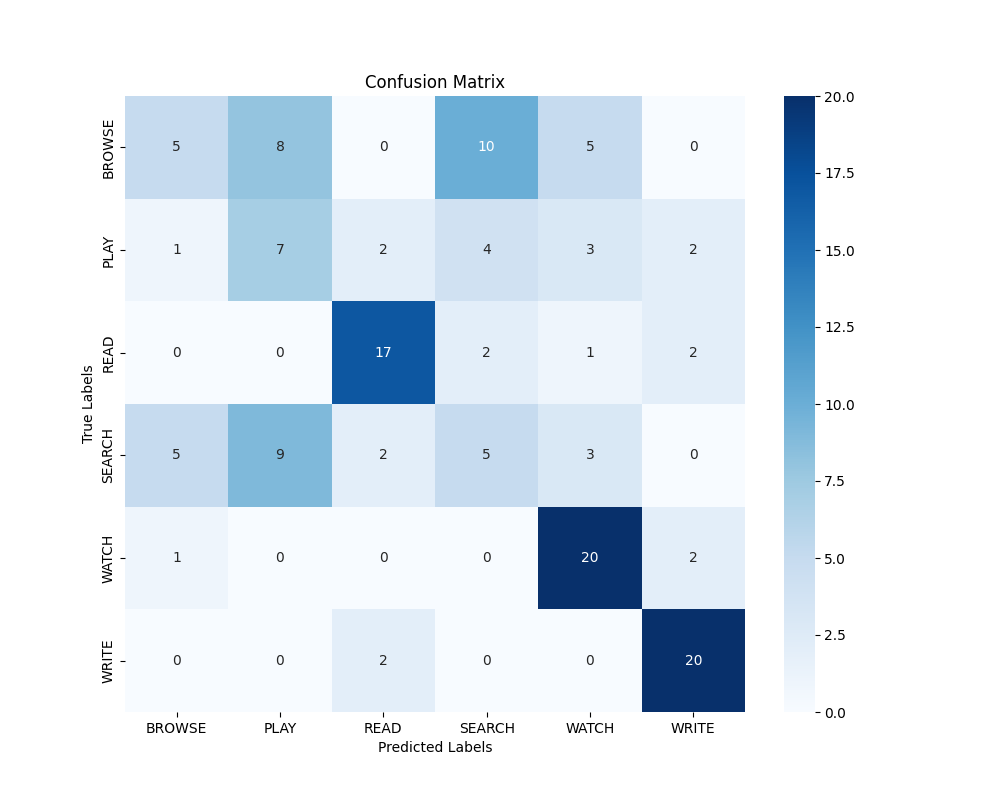 Confusion Matrix
True Labels
BROWSE 5 8 0 10 5 0
PLAY 1 7 2 4 3 2
READ 0 0 17 2 1 2
SEARCH 5 9 2 5 3 0
WATCH 1 0 0 0 20 2
WRITE 0 0 2 0 0 20
BROWSE PLAY READ SEARCH WATCH WRITE
Predicted Labels
20.0
17.5
15.0
12.5
10.0
7.5
5.0
2.5
0.0